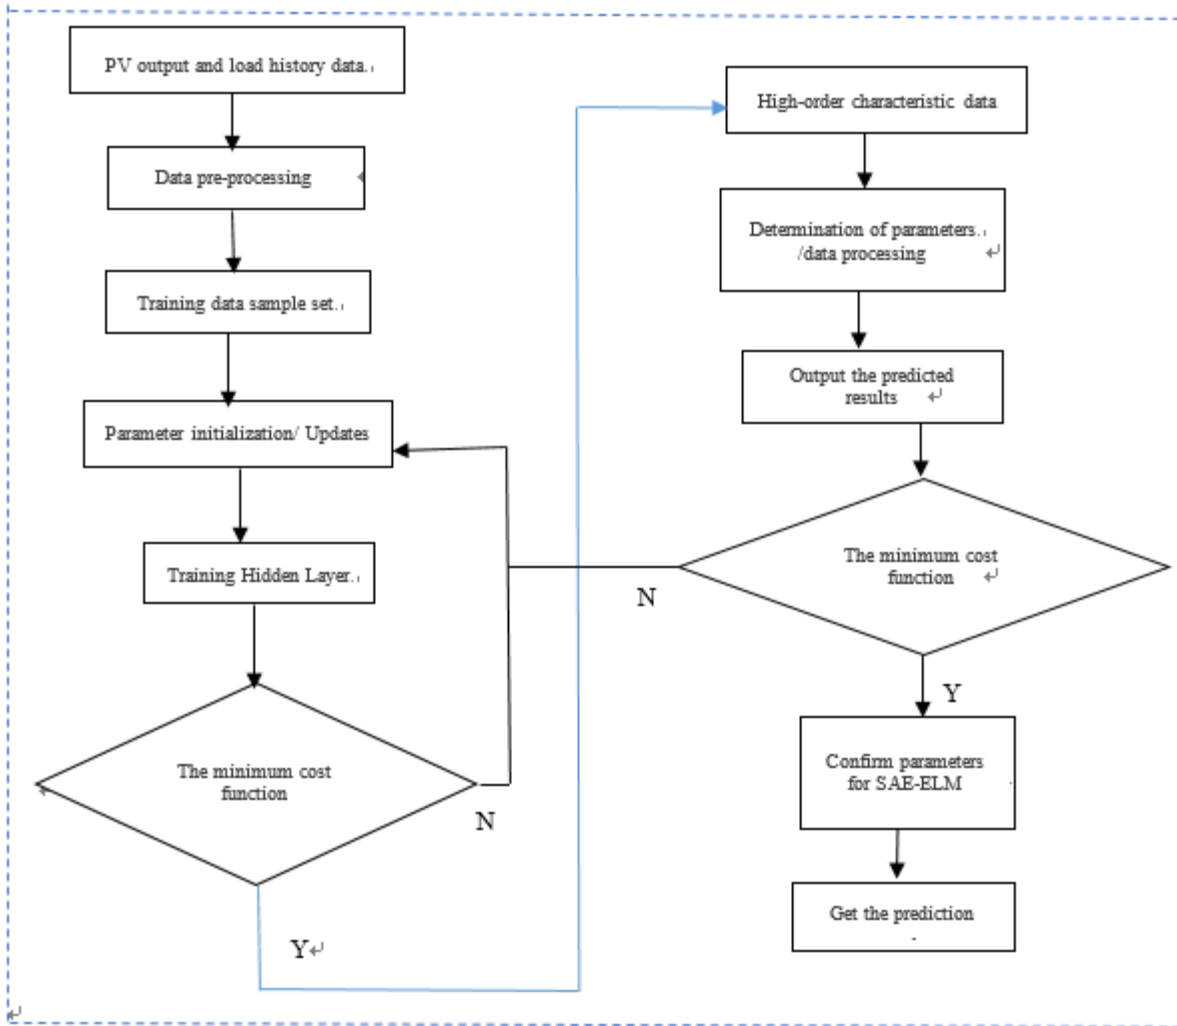 PV output and load history data.
Data pre-processing
Training data sample set.
Parameter initialization/ Updates
Training Hidden Layer.
The minimum cost
function
N
Y
High-order characteristic data
Determination of parameters.
/data processing
Output the predicted
results
The minimum cost
function
N
Y
Confirm parameters
for SAE-ELM
Get the prediction